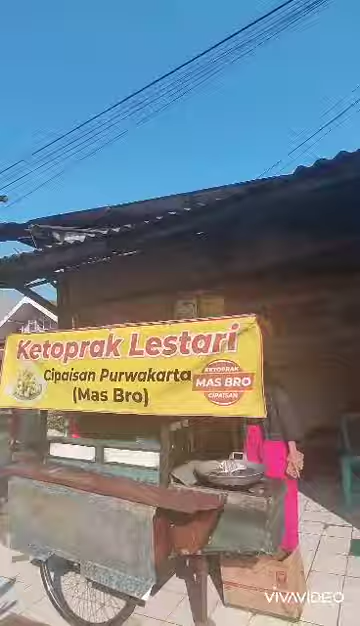 Ketoprak Lestari
Cipaisan Purwakarta
(Mas Bro)
KETOPRAK
MAS BRO
CIPAISAN
VIVAVIDEO